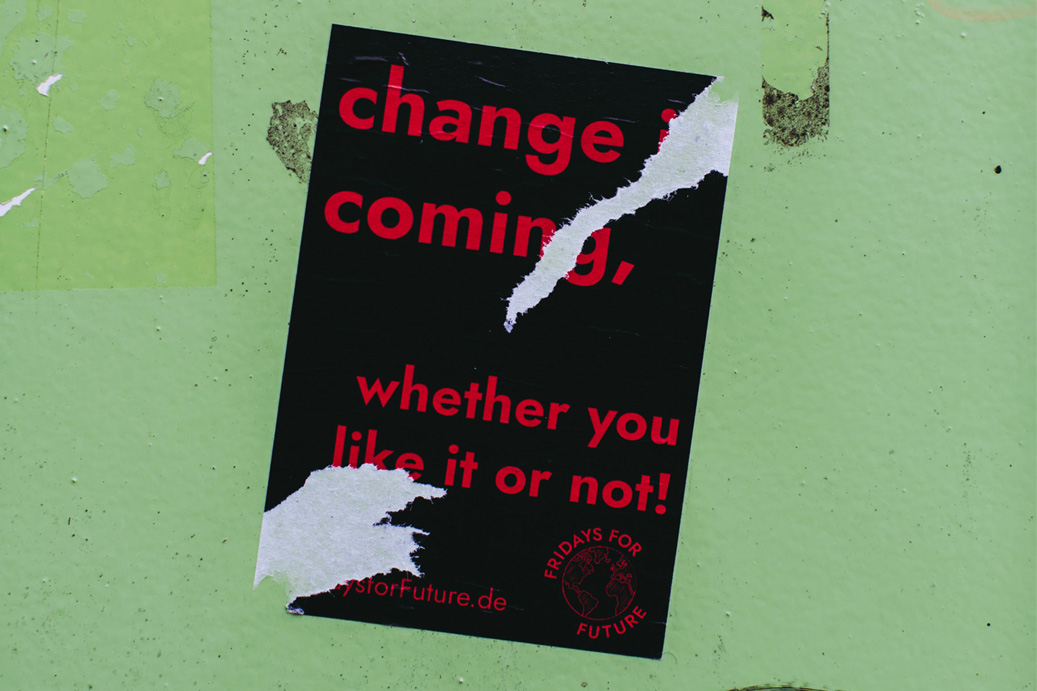 change i
coming,
whether you
like it or not!
FRIDAYS FOR
FUTURE
ysforFuture.de